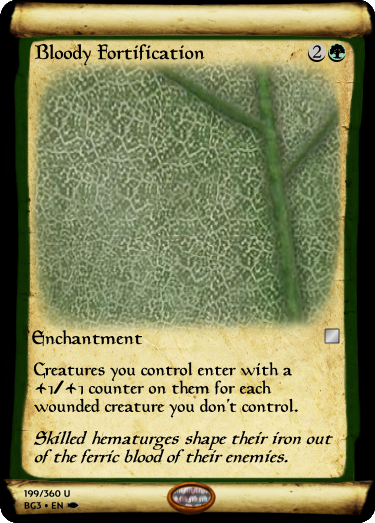 Bloody Fortification 2
Enchantment
Creatures you control enter with a
+1/+1 counter on them for each
wounded creature you don't control.
Skilled hematurges shape their iron out
of the ferric blood of their enemies.
199/360 U
BG3 • EN